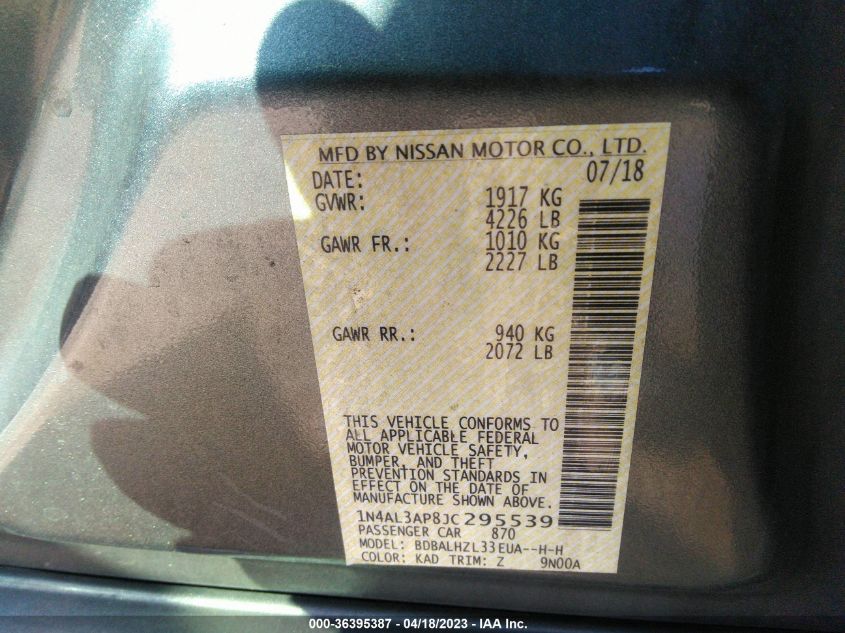 MFD BY NISSAN MOTOR CO., LTD.
DATE: 07/18
GVWR: 1917 KG
4226 LB
GAWR FR.: 1010 KG
2227 LB
GAWR RR.: 940 KG
2072 LB
THIS VEHICLE CONFORMS TO
ALL APPLICABLE FEDERAL
MOTOR VEHICLE SAFETY,
BUMPER, AND THEFT
PREVENTION STANDARDS IN
EFFECT ON THE DATE OF
MANUFACTURE SHOWN ABOVE.
1N4AL3AP8JC295539
PASSENGER CAR 870
MODEL: BDBALHZL33EUA--H-H
COLOR: KAD TRIM: Z 9N00A
000-36395387 - 04/18/2023 - IAA Inc.